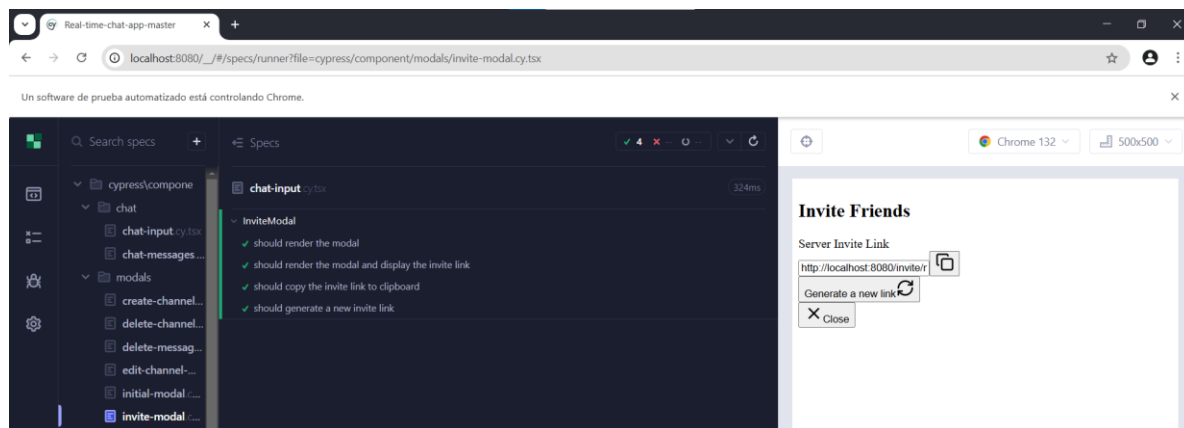 Real-time-chat-app-master
localhost:8080/__/#/specs/runner?file=cypress/component/modals/invite-modal.cy.tsx
Un software de prueba automatizado está controlando Chrome.
Search specs
+
Specs
4
--
--
Chrome 132
500x500
cypress\compone
chat
chat-input.cy.tsx
chat-messages...
modals
create-channel...
delete-channel...
delete-messag...
edit-channel-...
initial-modal.c...
invite-modal.c...
chat-input.cy.tsx
324ms
InviteModal
should render the modal
should render the modal and display the invite link
should copy the invite link to clipboard
should generate a new invite link
Invite Friends
Server Invite Link
http://localhost:8080/invite/r
Generate a new link
Close